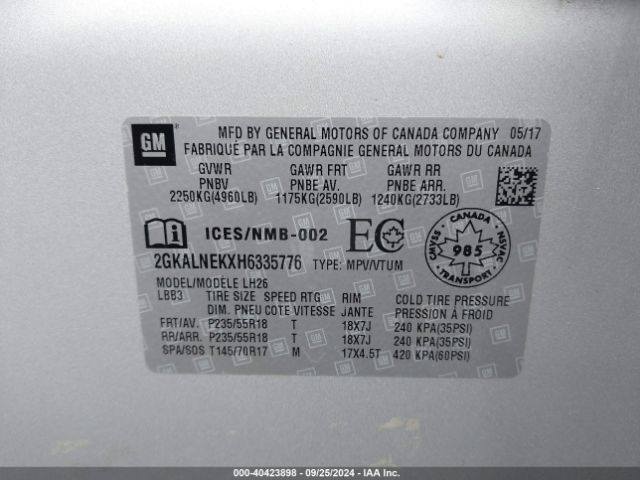 GM ®
MFD BY GENERAL MOTORS OF CANADA COMPANY 05/17
FABRIQUÉ PAR LA COMPAGNIE GENERAL MOTORS DU CANADA
GVWR GAWR FRT GAWR RR
PNBV PNBE AV. PNBE ARR.
2250KG(4960LB) 1175KG(2590LB) 1240KG(2733LB)
ICES/NMB-002 EC
CANADA
CMVSS 985 NSVAC
TRANSPORT
2GKALNEKXH6335776 TYPE: MPV/VTUM
MODEL/MODÈLE LH26
LBB3 TIRE SIZE SPEED RTG RIM COLD TIRE PRESSURE
DIM. PNEU COTE VITESSE JANTE PRESSION À FROID
FRT/AV. P235/55R18 T 18X7J 240 KPA(35PSI)
RR/ARR. P235/55R18 T 18X7J 240 KPA(35PSI)
SPA/SOS T145/70R17 M 17X4.5T 420 KPA(60PSI)
000-40423898 - 09/25/2024 - IAA Inc.